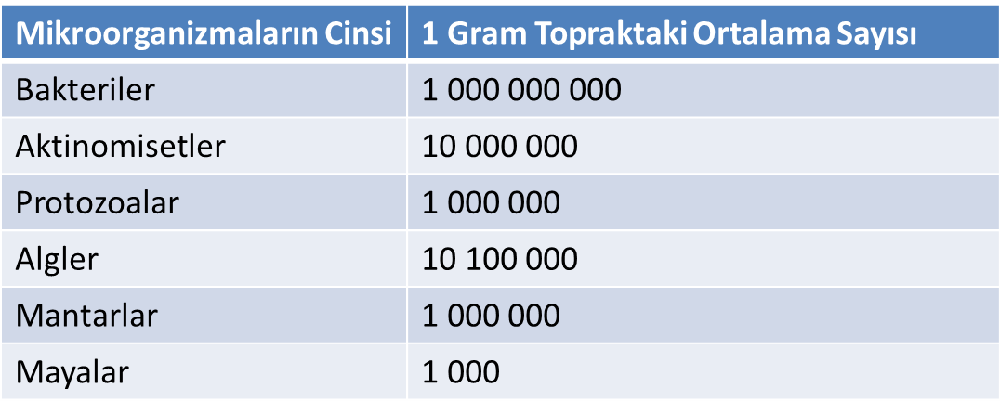 Mikroorganizmaların Cinsi 1 Gram Topraktaki Ortalama Sayısı
Bakteriler 1 000 000 000
Aktinomisetler 10 000 000
Protozoalar 1 000 000
Algler 10 100 000
Mantarlar 1 000 000
Mayalar 1 000